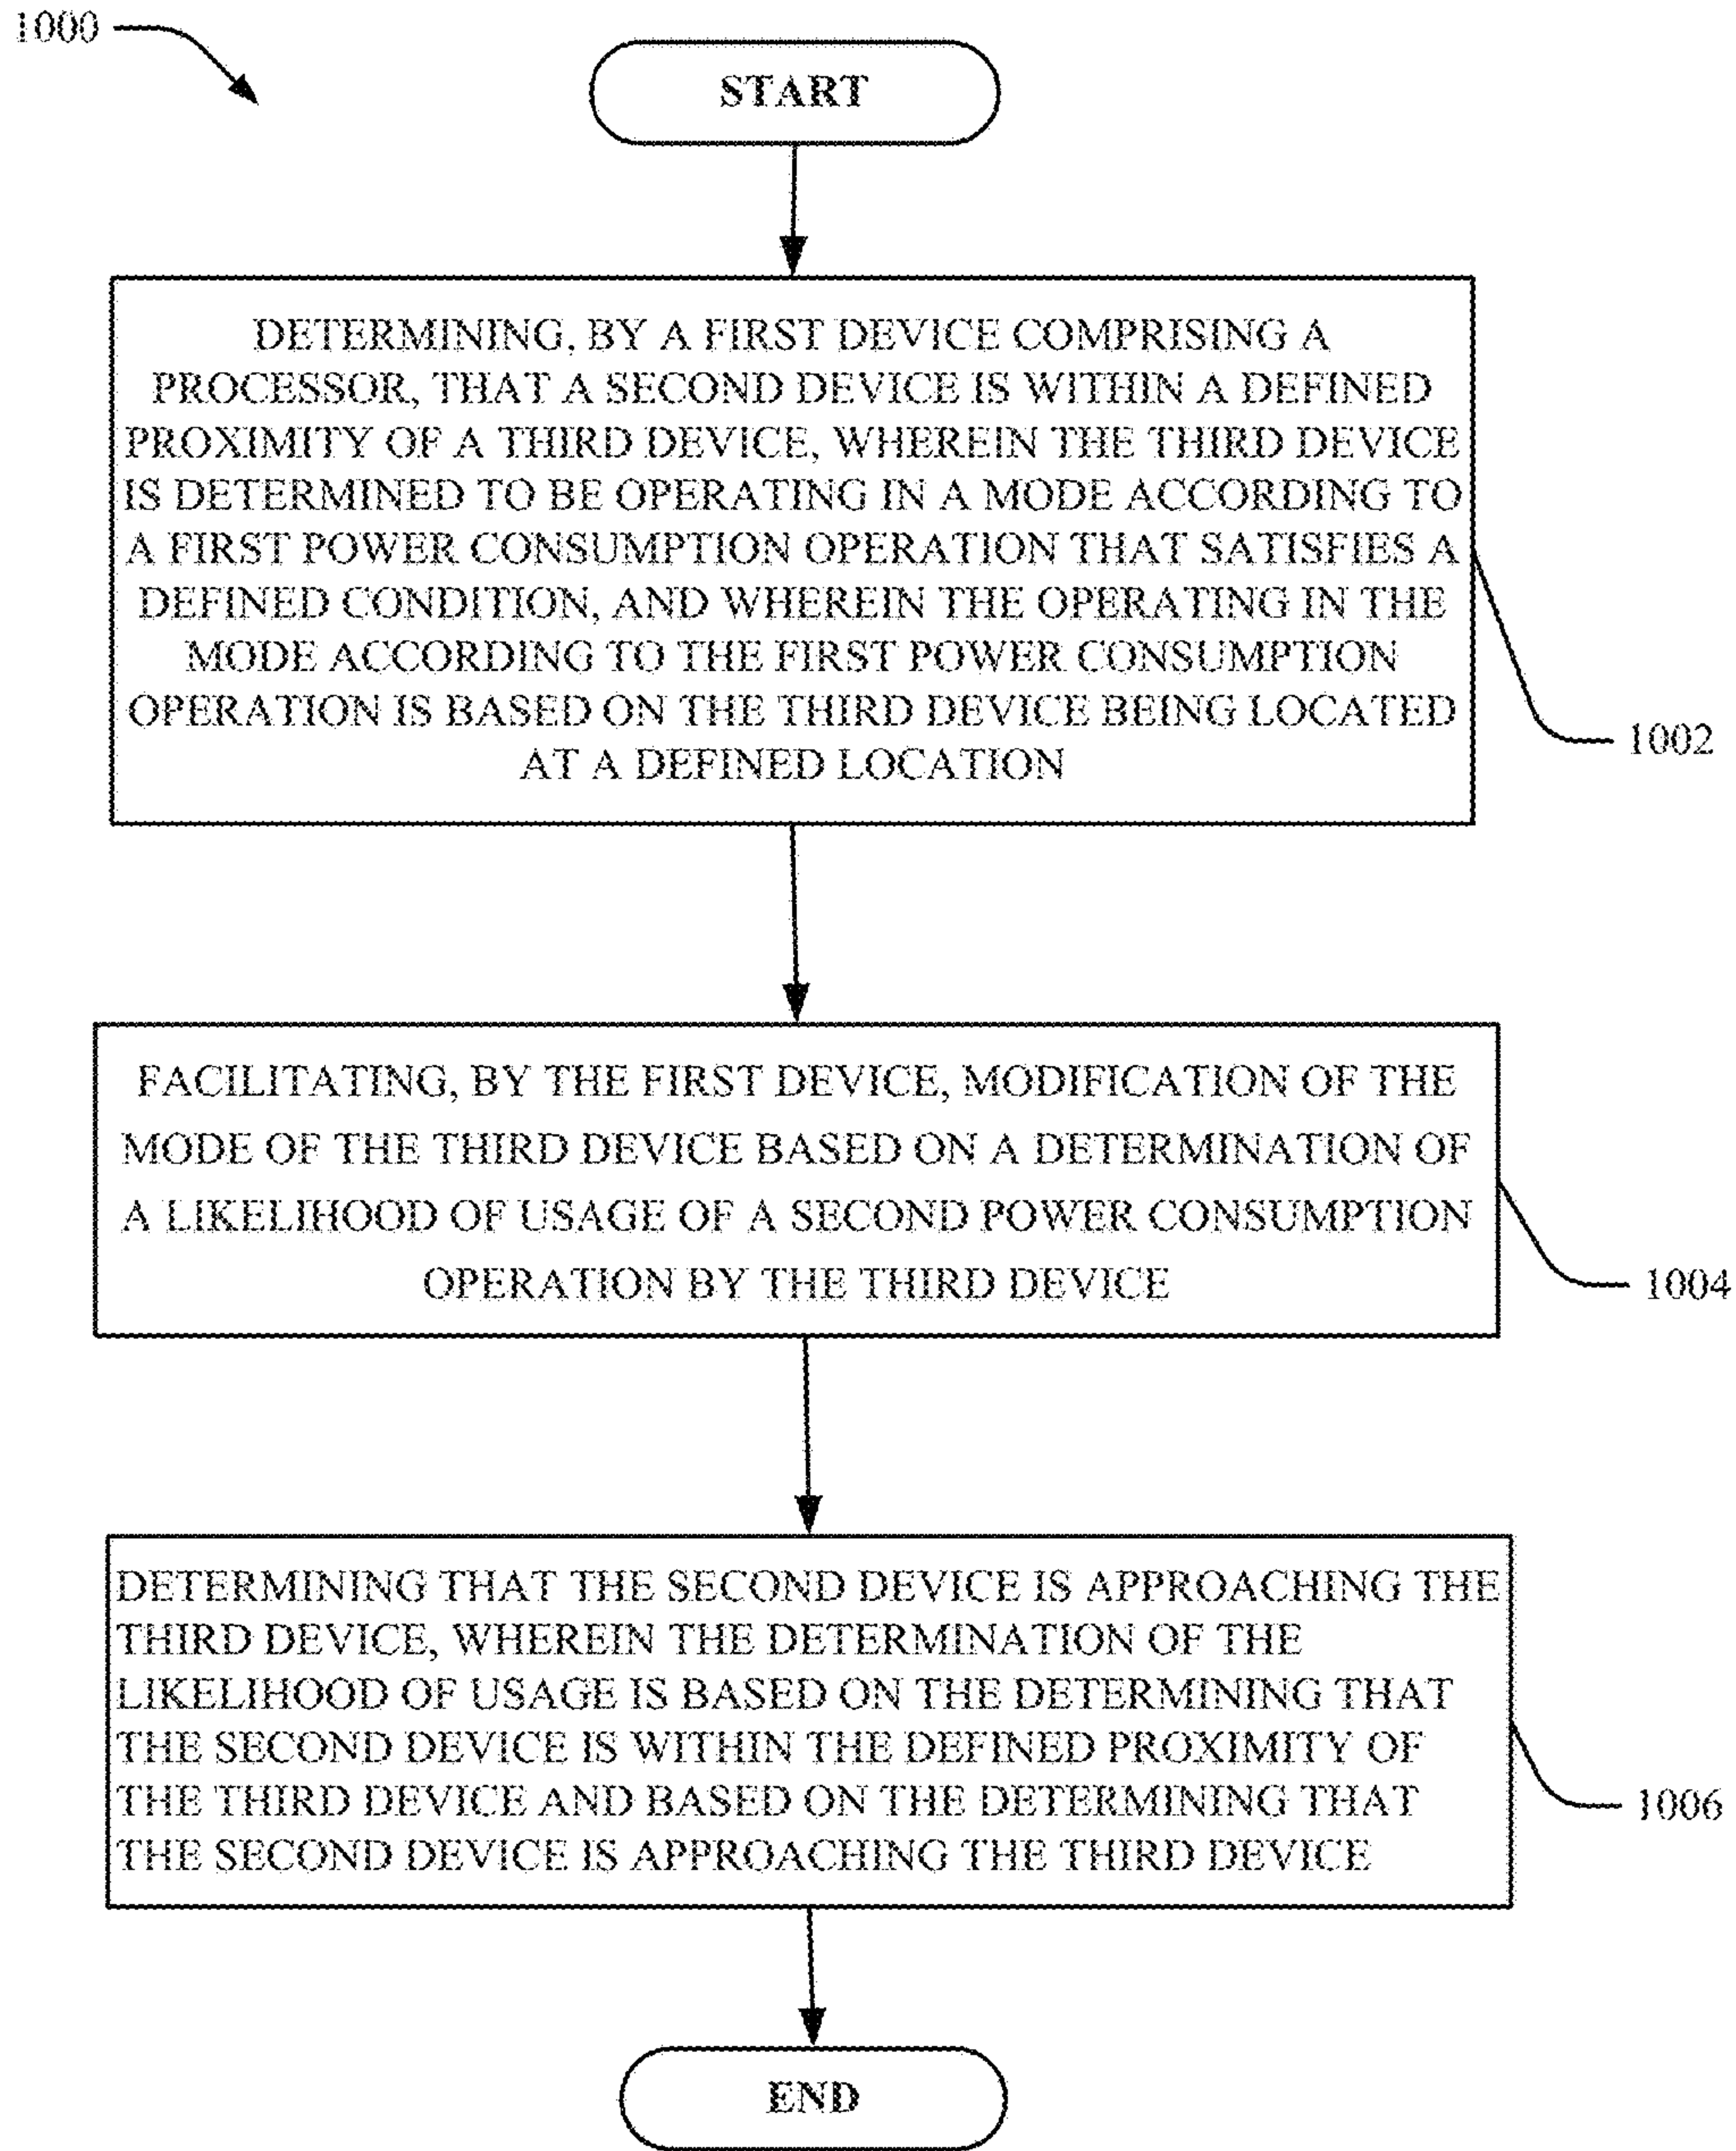 1000
START
DETERMINING, BY A FIRST DEVICE COMPRISING A
PROCESSOR, THAT A SECOND DEVICE IS WITHIN A DEFINED
PROXIMITY OF A THIRD DEVICE, WHEREIN THE THIRD DEVICE
IS DETERMINED TO BE OPERATING IN A MODE ACCORDING TO
A FIRST POWER CONSUMPTION OPERATION THAT SATISFIES A
DEFINED CONDITION, AND WHEREIN THE OPERATING IN THE
MODE ACCORDING TO THE FIRST POWER CONSUMPTION
OPERATION IS BASED ON THE THIRD DEVICE BEING LOCATED
AT A DEFINED LOCATION
1002
FACILITATING, BY THE FIRST DEVICE, MODIFICATION OF THE
MODE OF THE THIRD DEVICE BASED ON A DETERMINATION OF
A LIKELIHOOD OF USAGE OF A SECOND POWER CONSUMPTION
OPERATION BY THE THIRD DEVICE
1004
DETERMINING THAT THE SECOND DEVICE IS APPROACHING THE
THIRD DEVICE, WHEREIN THE DETERMINATION OF THE
LIKELIHOOD OF USAGE IS BASED ON THE DETERMINING THAT
THE SECOND DEVICE IS WITHIN THE DEFINED PROXIMITY OF
THE THIRD DEVICE AND BASED ON THE DETERMINING THAT
THE SECOND DEVICE IS APPROACHING THE THIRD DEVICE
1006
END